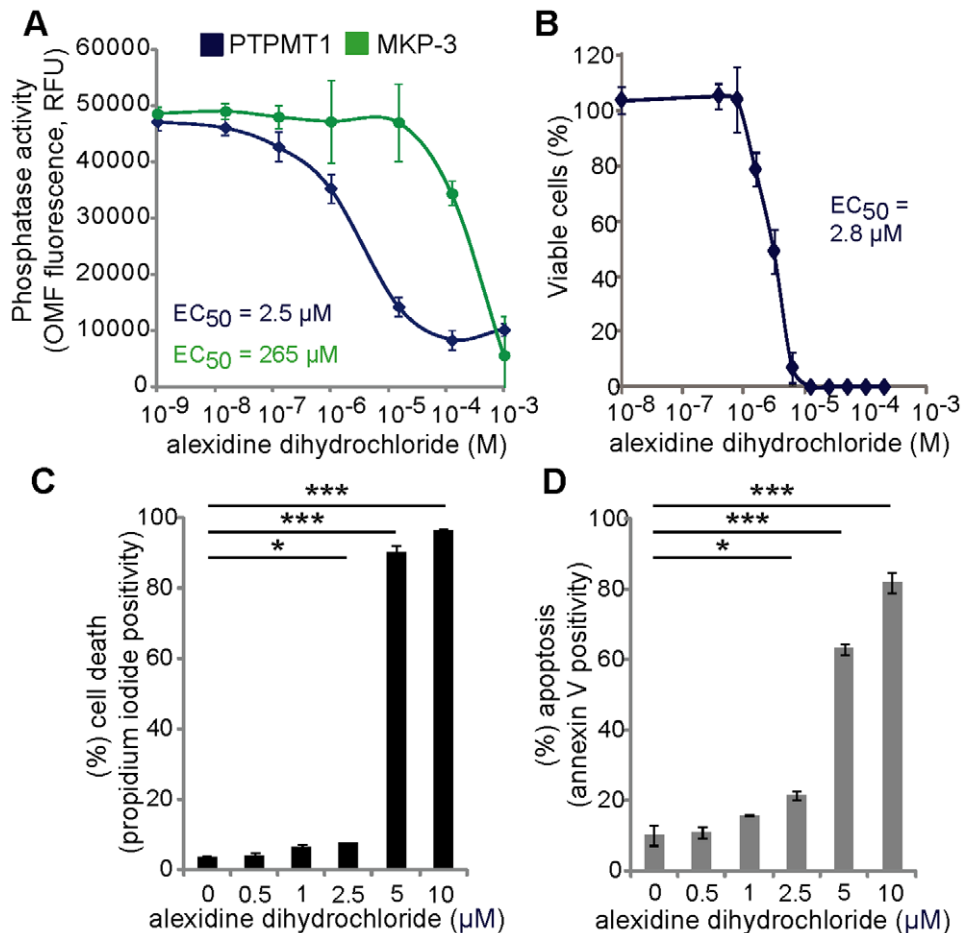 A
PTPMT1 MKP-3
Phosphatase activity
(OMF fluorescence, RFU)
60000
50000
40000
30000
20000
10000
0
EC50 = 2.5 µM
EC50 = 265 µM
10-9 10-8 10-7 10-6 10-5 10-4 10-3
alexidine dihydrochloride (M)
B
Viable cells (%)
120
100
80
60
40
20
0
EC50 =
2.8 µM
10-8 10-7 10-6 10-5 10-4 10-3
alexidine dihydrochloride (M)
C
(%) cell death
(propidium iodide positivity)
***
***
*
100
80
60
40
20
0
0 0.5 1 2.5 5 10
alexidine dihydrochloride (µM)
D
(%) apoptosis
(annexin V positivity)
***
***
*
100
80
60
40
20
0
0 0.5 1 2.5 5 10
alexidine dihydrochloride (µM)